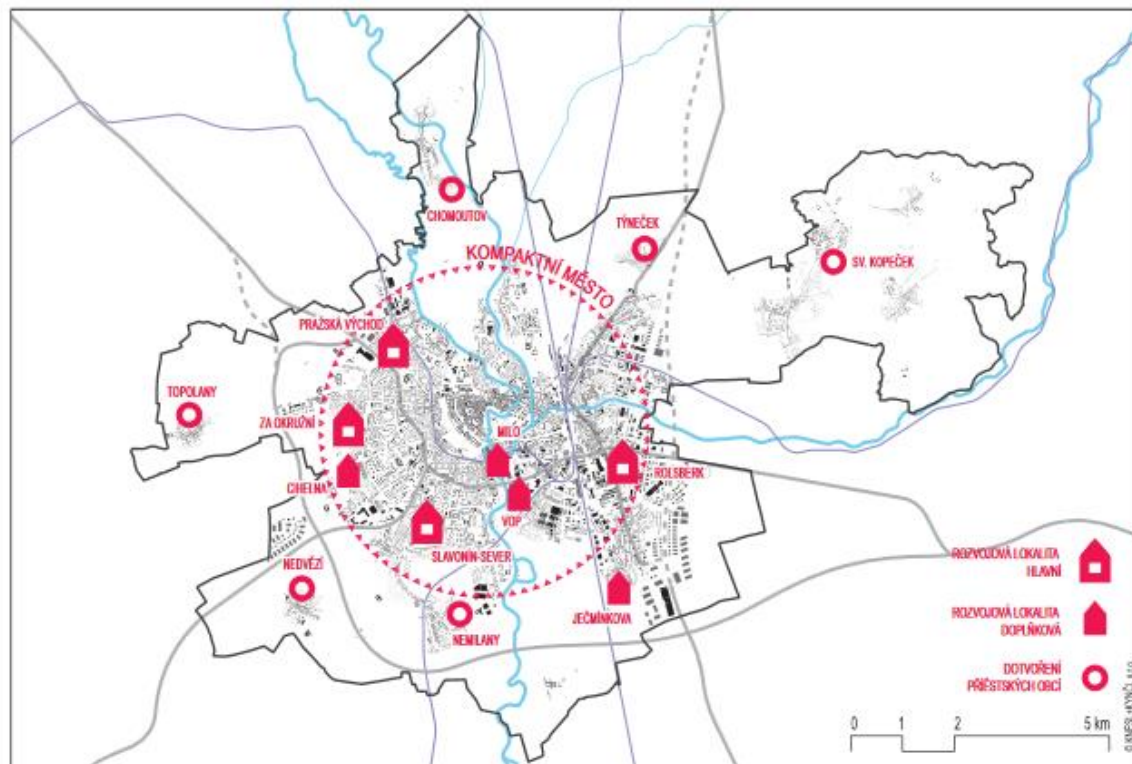 CHOMOUTOV
TÝNEČEK
KOMPAKTNÍ MĚSTO
SV. KOPEČEK
PRAŽSKÁ VÝCHOD
TOPOLANY
ZA OKRUŽNÍ
MILO
CIHELNA
ROLSBERK
VOP
SLAVONÍN-SEVER
NEDVĚZÍ
JEČMÍNKOVA
NEMILANY
ROZVOJOVÁ LOKALITA
HLAVNÍ
ROZVOJOVÁ LOKALITA
DOPLŇKOVÁ
DOTVOŘENÍ
PŘÍĚSTSKÝCH OBCÍ
0 1 2 5 km